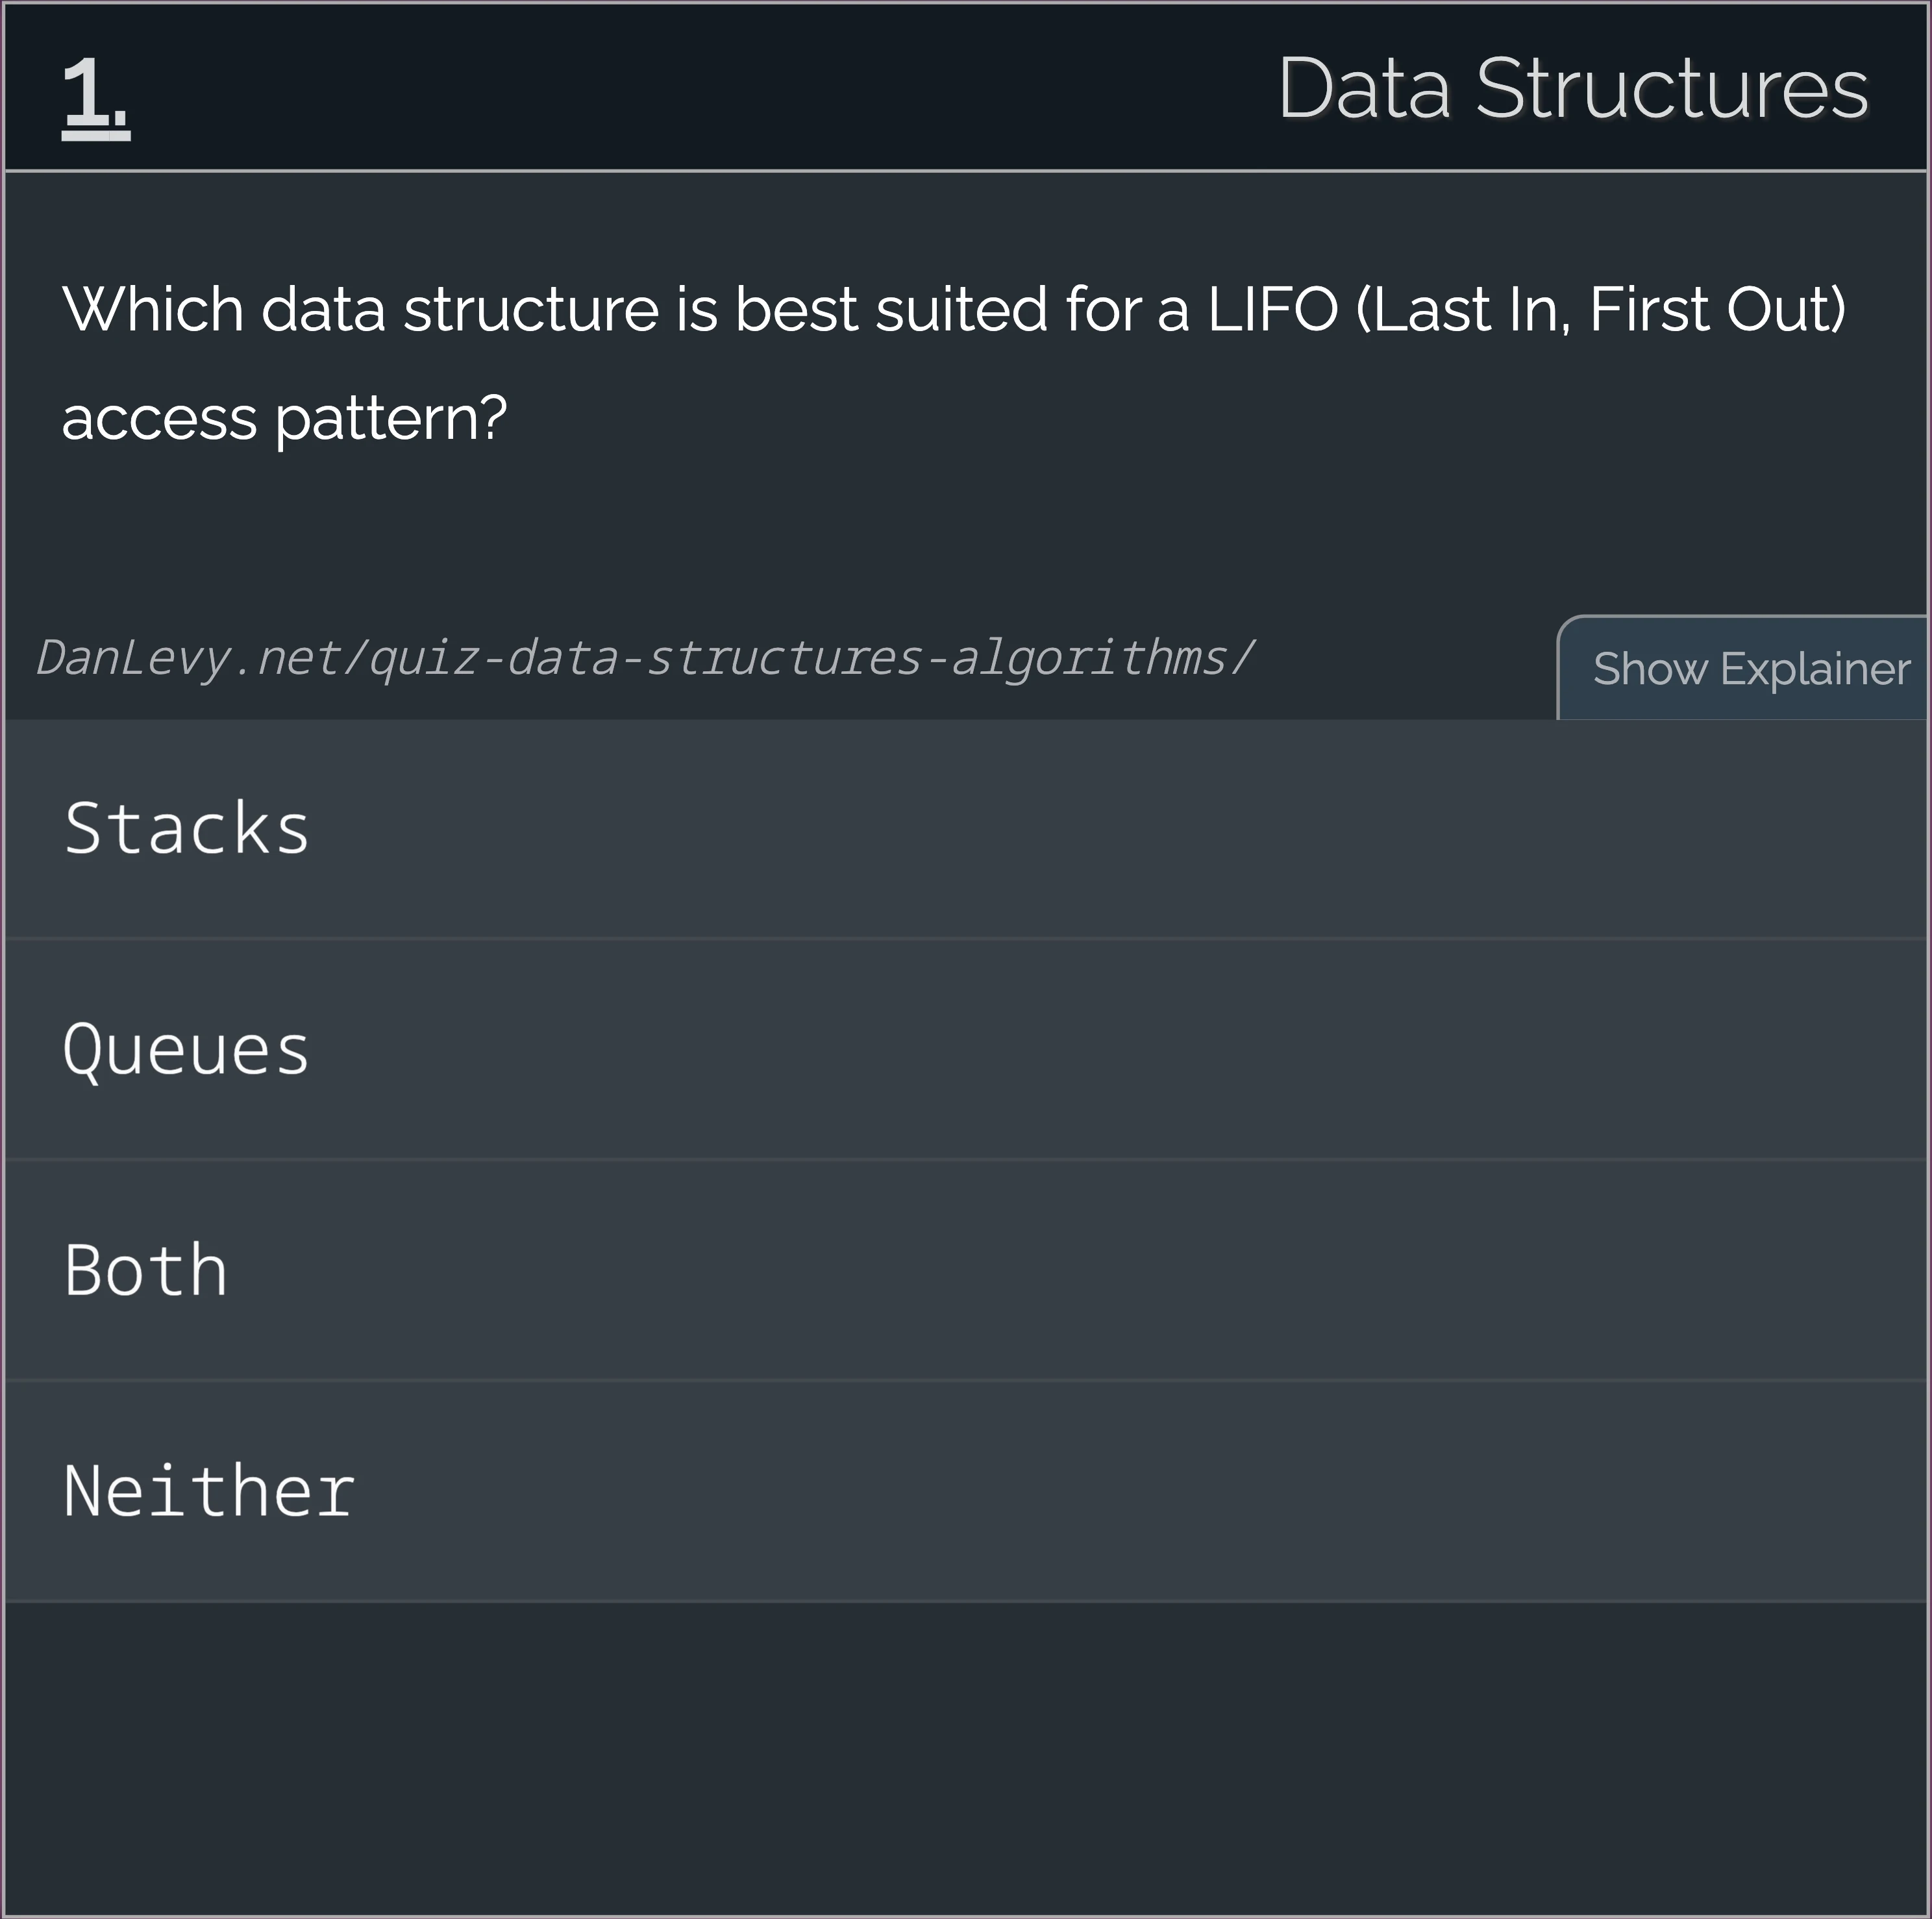 1.
Data Structures
Which data structure is best suited for a LIFO (Last In, First Out)
access pattern?
DanLevy.net/quiz-data-structures-algorithms/
Show Explainer
Stacks
Queues
Both
Neither